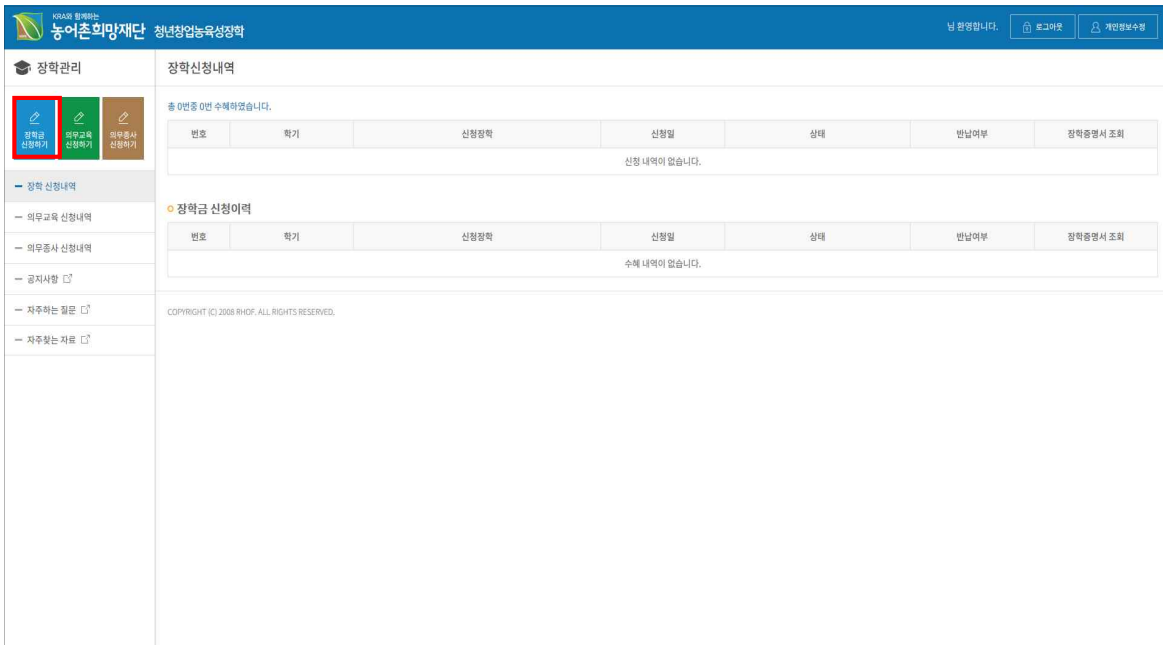 KRA와 함께하는
농어촌희망재단 청년창업농육성장학
님 환영합니다. 로그아웃 개인정보수정
장학관리
장학금 신청하기
의무교육 신청하기
의무종사 신청하기
장학 신청내역
의무교육 신청내역
의무종사 신청내역
공지사항
자주하는 질문
자주찾는 자료
장학신청내역
총 0번중 0번 수혜하였습니다.
번호 학기 신청장학 신청일 상태 반납여부 장학증명서 조회
신청 내역이 없습니다.
장학금 신청이력
번호 학기 신청장학 신청일 상태 반납여부 장학증명서 조회
수혜 내역이 없습니다.
COPYRIGHT (C) 2008 RHOF. ALL RIGHTS RESERVED.